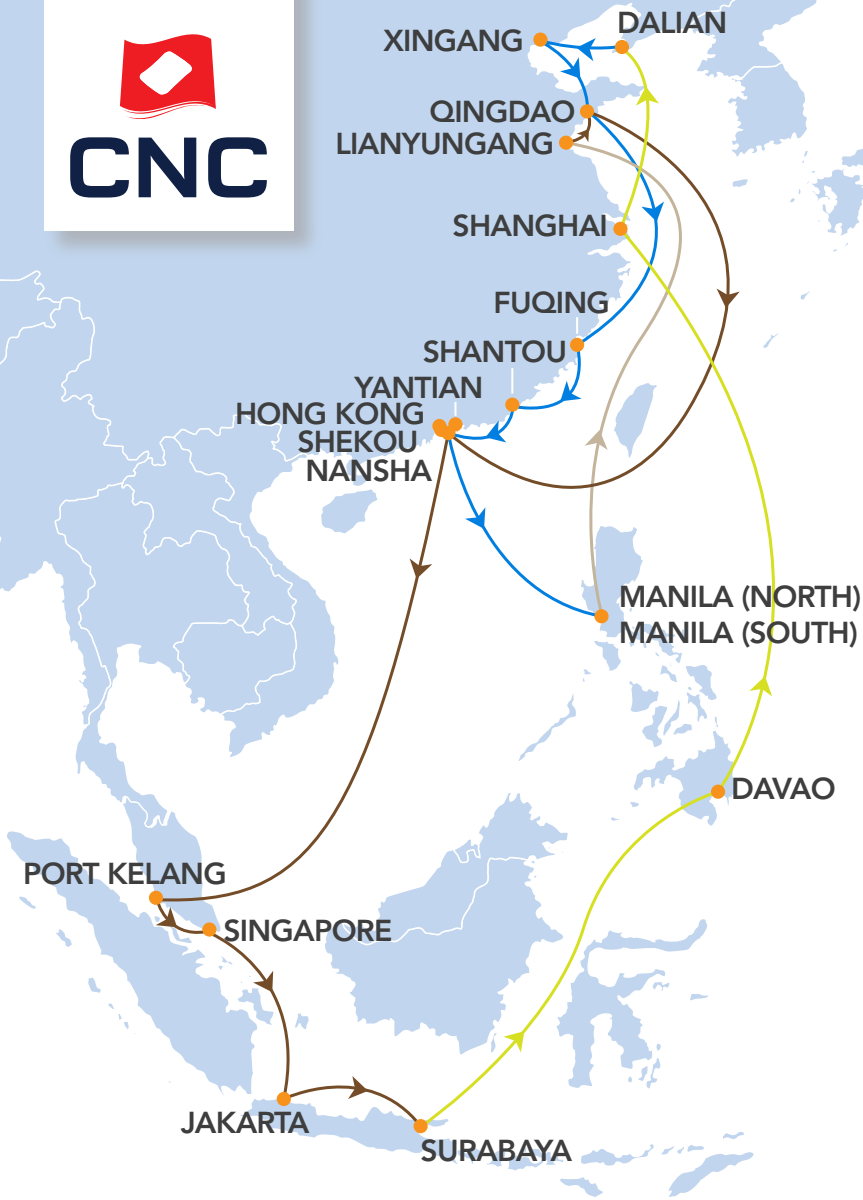 CNC
XINGANG
DALIAN
QINGDAO
LIANYUNGANG
SHANGHAI
FUQING
SHANTOU
YANTIAN
HONG KONG
SHEKOU
NANSHA
MANILA (NORTH)
MANILA (SOUTH)
DAVAO
PORT KELANG
SINGAPORE
JAKARTA
SURABAYA